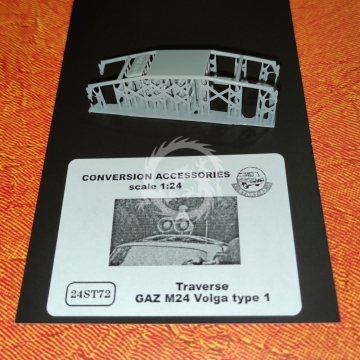 CONVERSION ACCESSORIES
scale 1:24
24ST72
Traverse
GAZ M24 Volga type 1